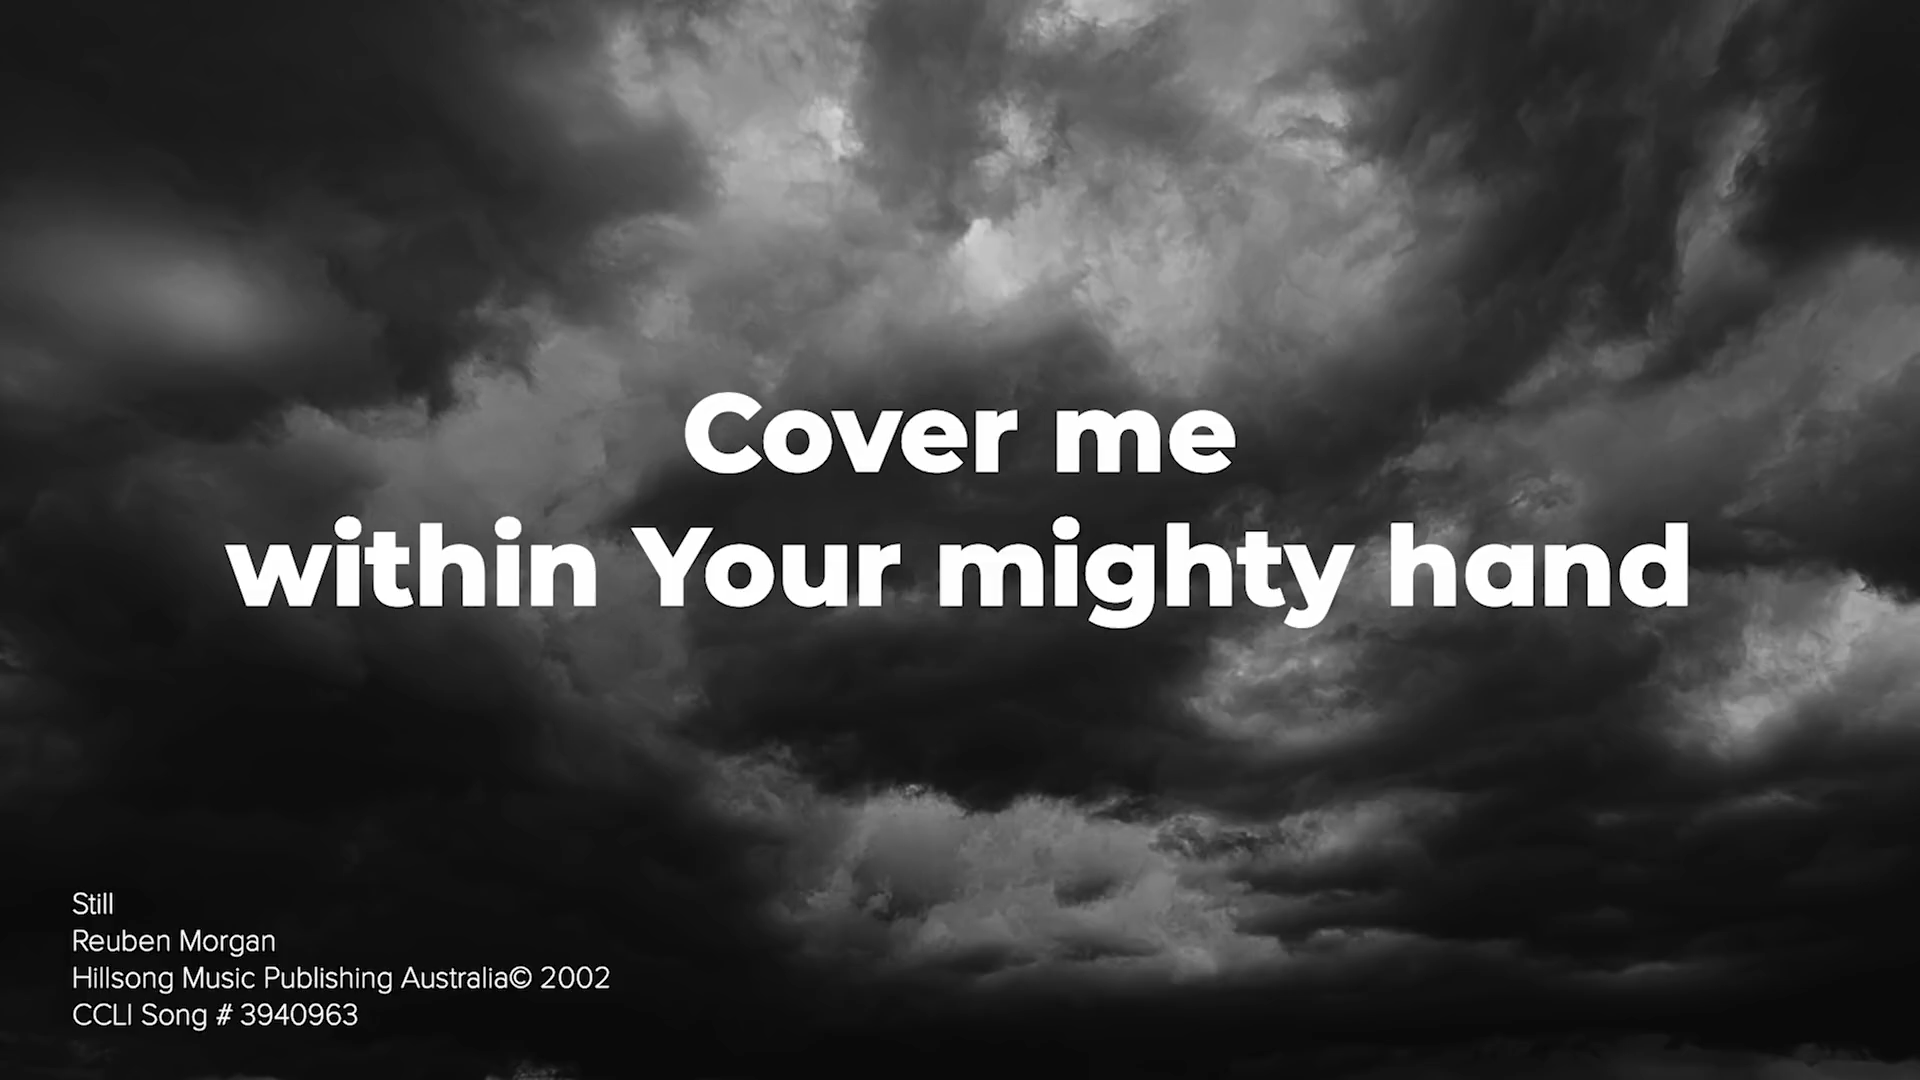 Cover me
within Your mighty hand
Still
Reuben Morgan
Hillsong Music Publishing Australia© 2002
CCLI Song # 3940963